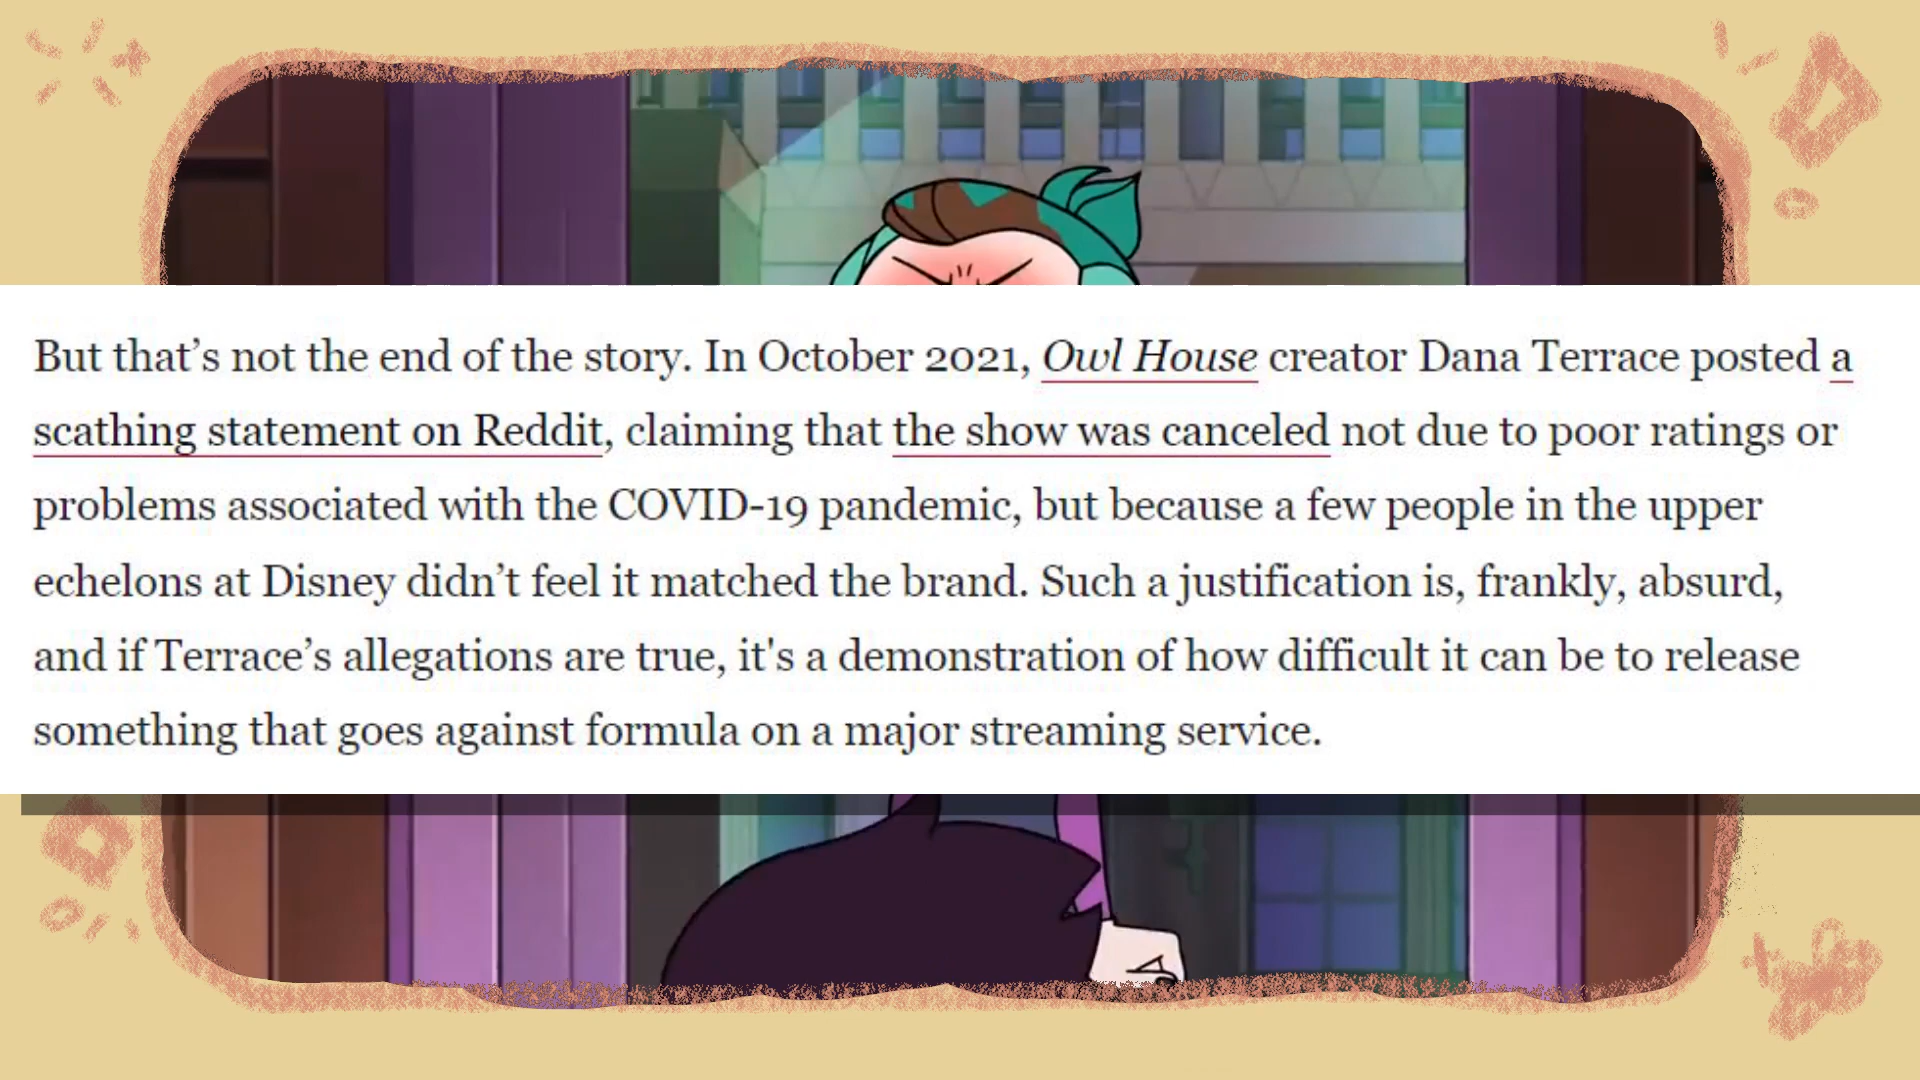 But that’s not the end of the story. In October 2021, Owl House creator Dana Terrace posted a
scathing statement on Reddit, claiming that the show was canceled not due to poor ratings or
problems associated with the COVID-19 pandemic, but because a few people in the upper
echelons at Disney didn’t feel it matched the brand. Such a justification is, frankly, absurd,
and if Terrace’s allegations are true, it's a demonstration of how difficult it can be to release
something that goes against formula on a major streaming service.